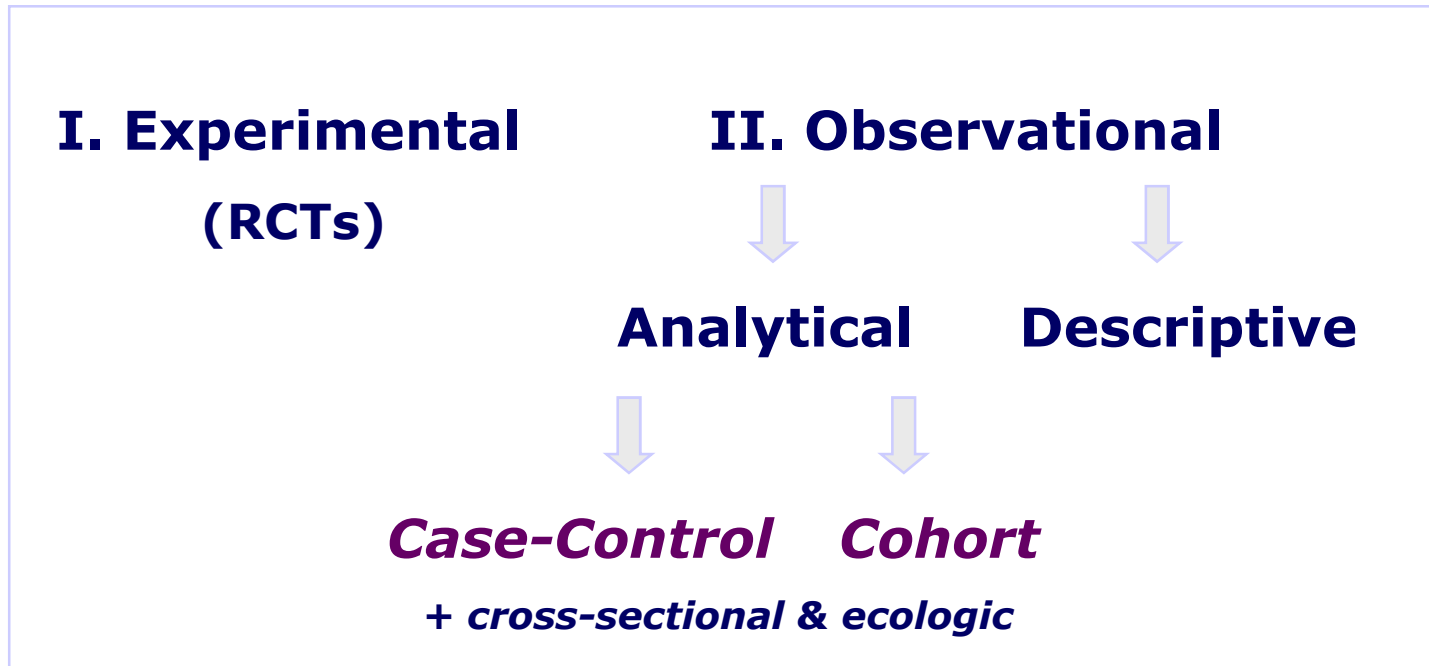 I. Experimental
(RCTs)
II. Observational
Analytical
Descriptive
Case-Control
Cohort
+ cross-sectional & ecologic